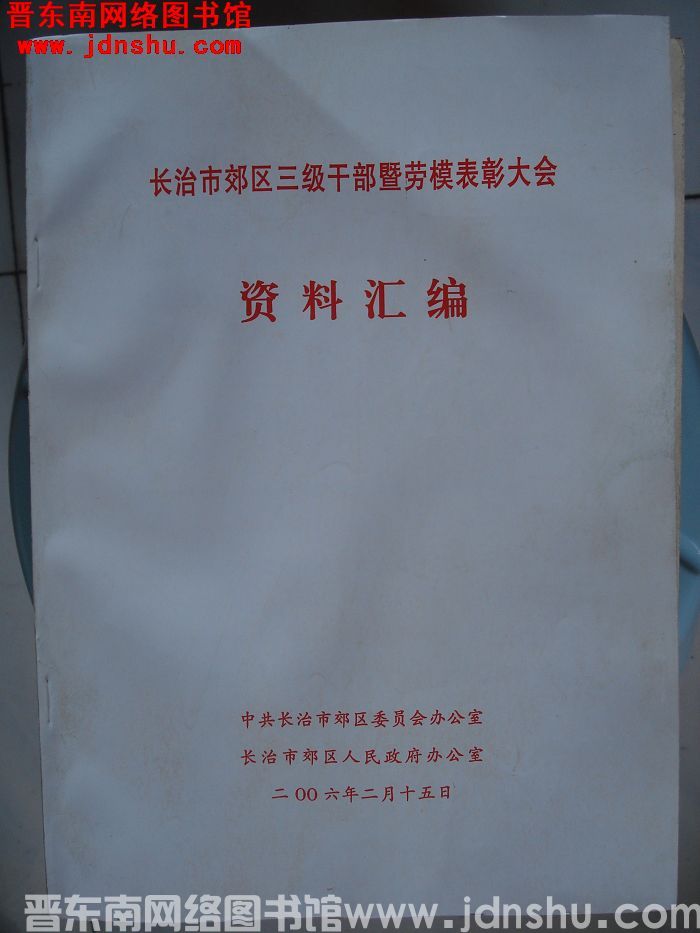 晋东南网络图书馆
www.jdnshu.com
长治市郊区三级干部暨劳模表彰大会
资料汇编
中共长治市郊区委员会办公室
长治市郊区人民政府办公室
二OO六年二月十五日
晋东南网络图书馆www.jdnshu.com